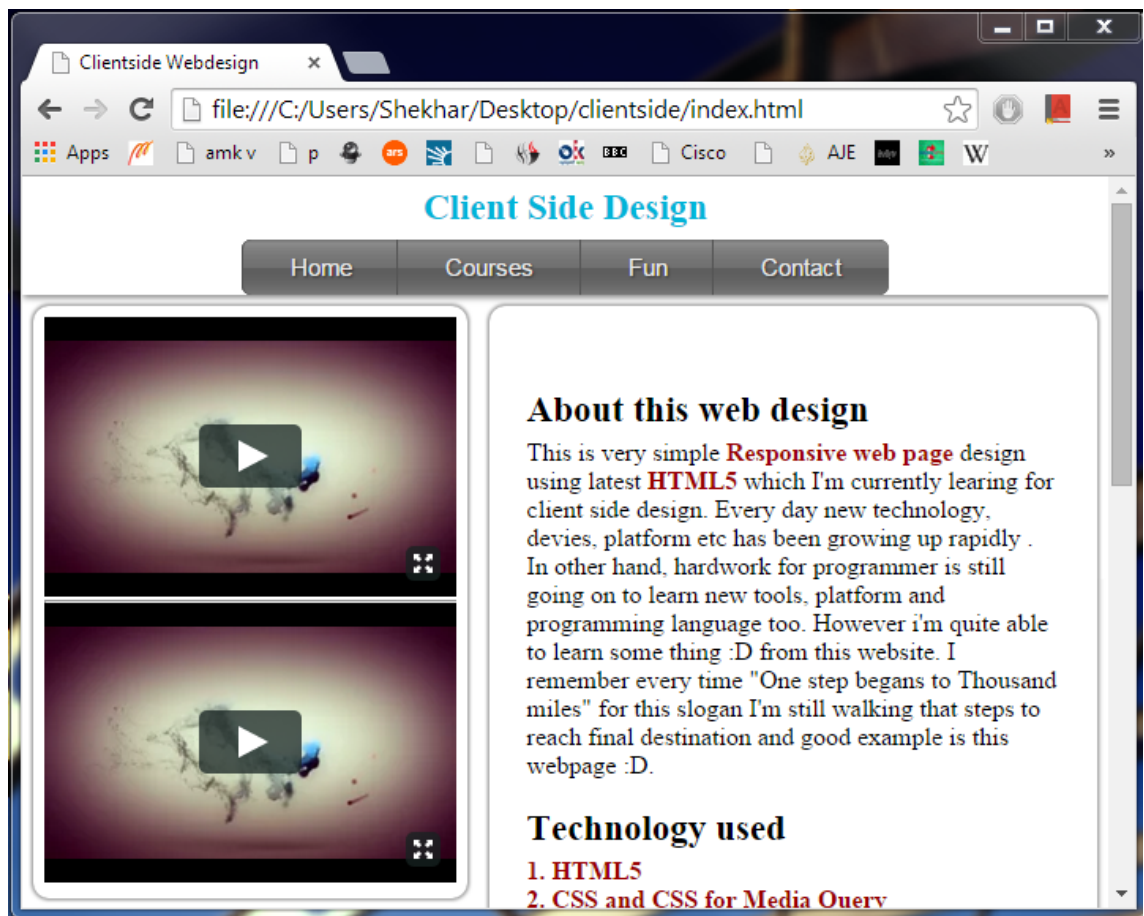 Clientside Webdesign
file:///C:/Users/Shekhar/Desktop/clientside/index.html
Apps amk v p ars BBC Cisco AJE W »
Client Side Design
Home Courses Fun Contact
About this web design
This is very simple Responsive web page design
using latest HTML5 which I'm currently learing for
client side design. Every day new technology,
devies, platform etc has been growing up rapidly .
In other hand, hardwork for programmer is still
going on to learn new tools, platform and
programming language too. However i'm quite able
to learn some thing :D from this website. I
remember every time "One step begans to Thousand
miles" for this slogan I'm still walking that steps to
reach final destination and good example is this
webpage :D.
Technology used
1. HTML5
2. CSS and CSS for Media Query